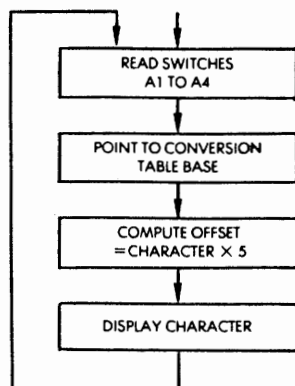 READ SWITCHES
A1 TO A4
POINT TO CONVERSION
TABLE BASE
COMPUTE OFFSET
=CHARACTER × 5
DISPLAY CHARACTER